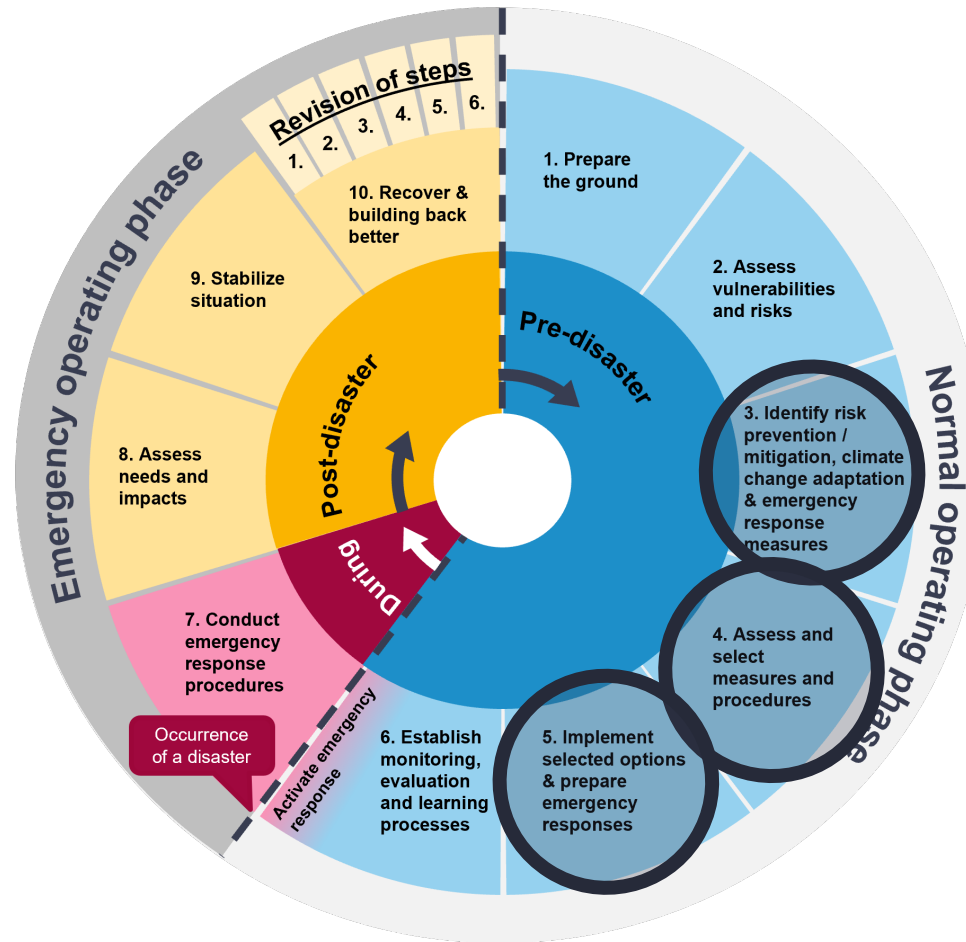 Revision of steps
1.
2.
3.
4.
5.
6.
10. Recover &
building back
better
9. Stabilize
situation
8. Assess
needs and
impacts
7. Conduct
emergency
response
procedures
Occurrence
of a disaster
Activate emergency
response
6. Establish
monitoring,
evaluation
and learning
processes
5. Implement
selected options
& prepare
emergency
responses
4. Assess and
select
measures and
procedures
3. Identify risk
prevention /
mitigation, climate
change adaptation
& emergency
response
measures
2. Assess
vulnerabilities
and risks
1. Prepare
the ground
Pre-disaster
Post-disaster
During
Emergency operating phase
Normal operating phase